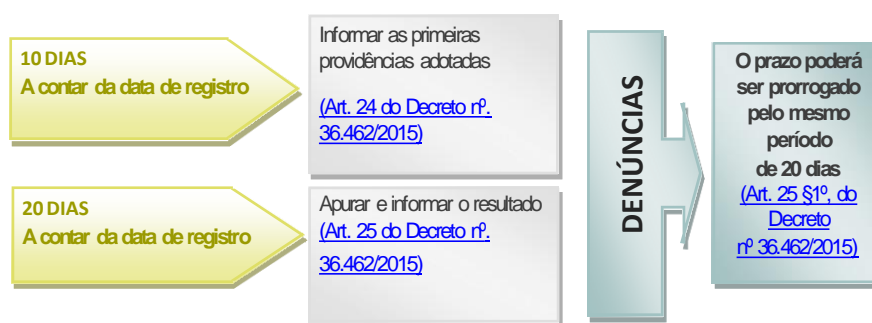 10 DIAS
A contar da data de registro
Informar as primeiras
providências adotadas
(Art. 24 do Decreto nº.
36.462/2015)
20 DIAS
A contar da data de registro
Apurar e informar o resultado
(Art. 25 do Decreto nº.
36.462/2015)
DENÚNCIAS
O prazo poderá
ser prorrogado
pelo mesmo
período
de 20 dias
(Art. 25 §1º, do
Decreto
nº 36.462/2015)